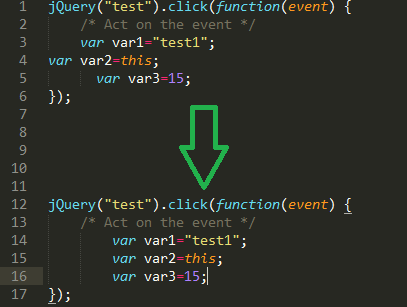 1 jQuery("test").click(function(event) {
2     /* Act on the event */
3     var var1="test1";
4 var var2=this;
5       var var3=15;
6 });
7
8
9
10
11
12 jQuery("test").click(function(event) {
13     /* Act on the event */
14         var var1="test1";
15         var var2=this;
16         var var3=15;
17 });